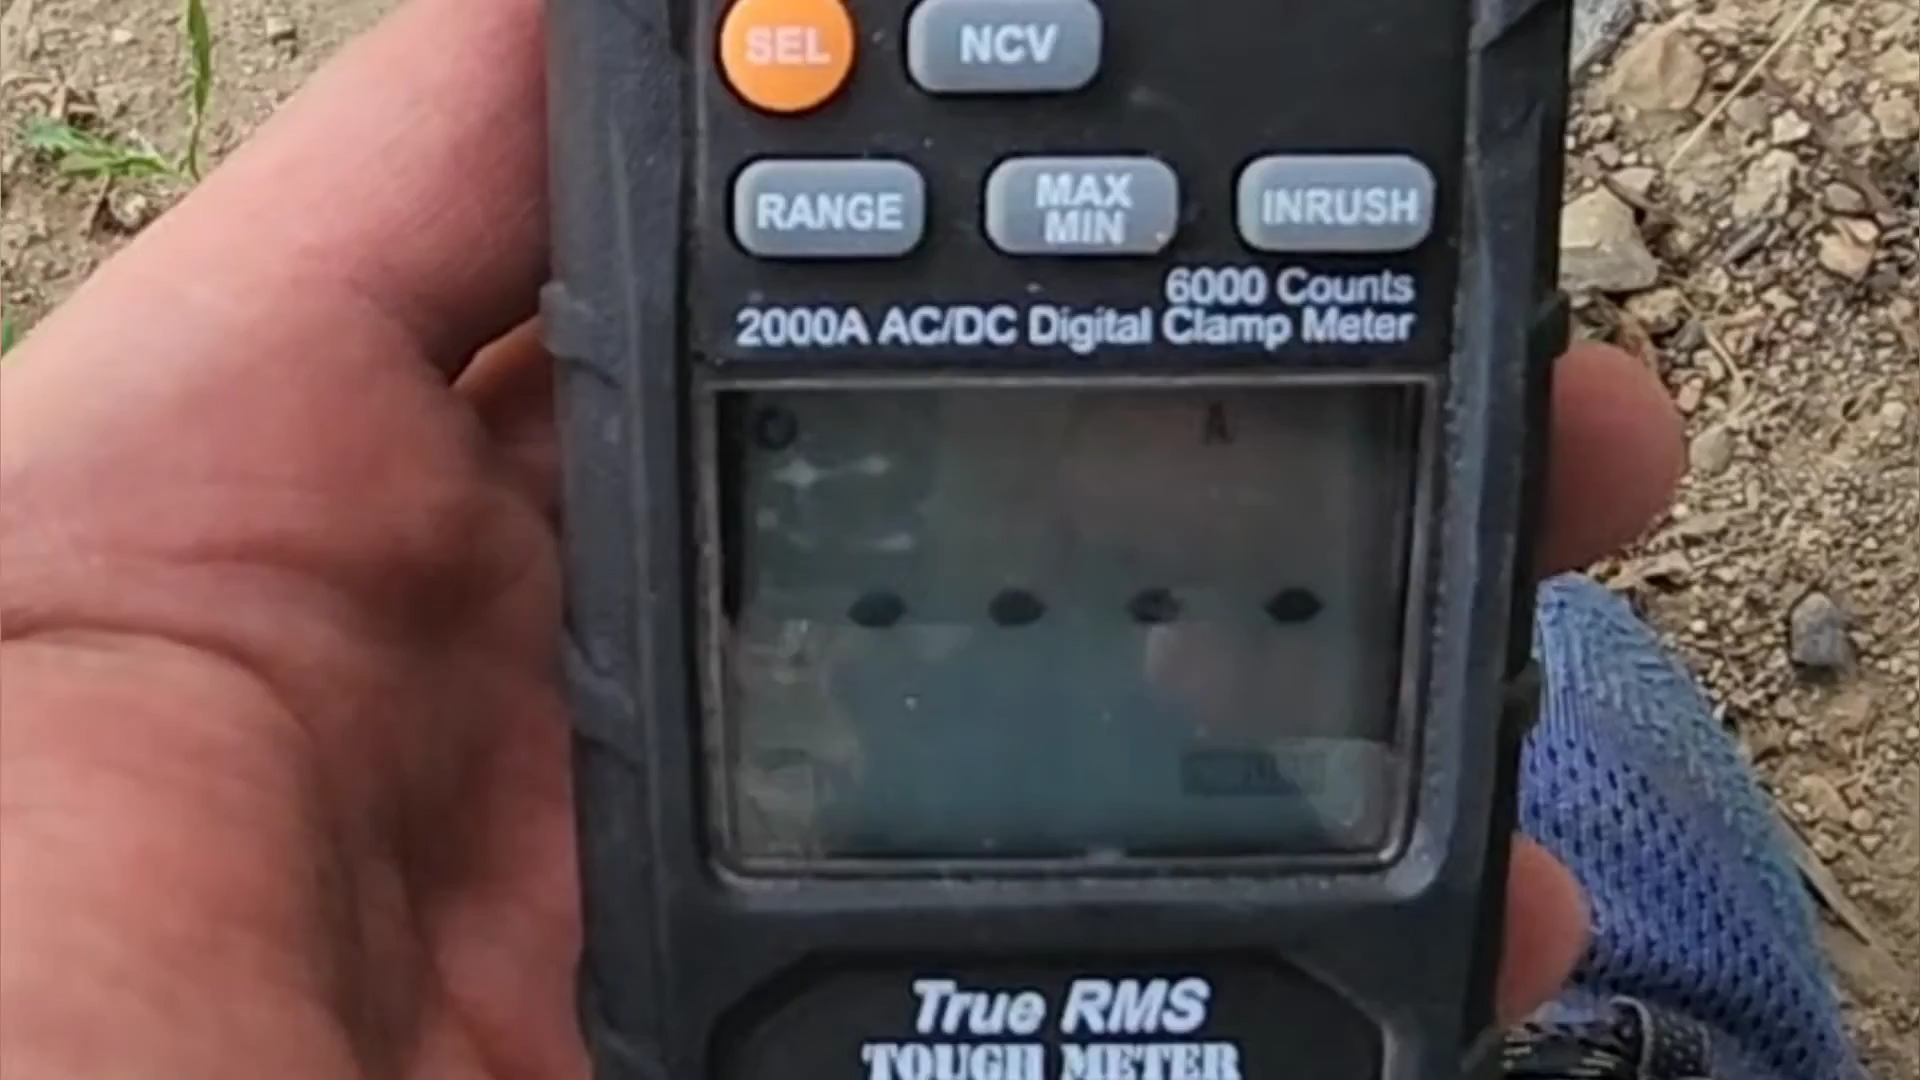 SEL
NCV
RANGE
MAX
MIN
INRUSH
6000 Counts
2000A AC/DC Digital Clamp Meter
A
- - - -
True RMS
TOUGH METER